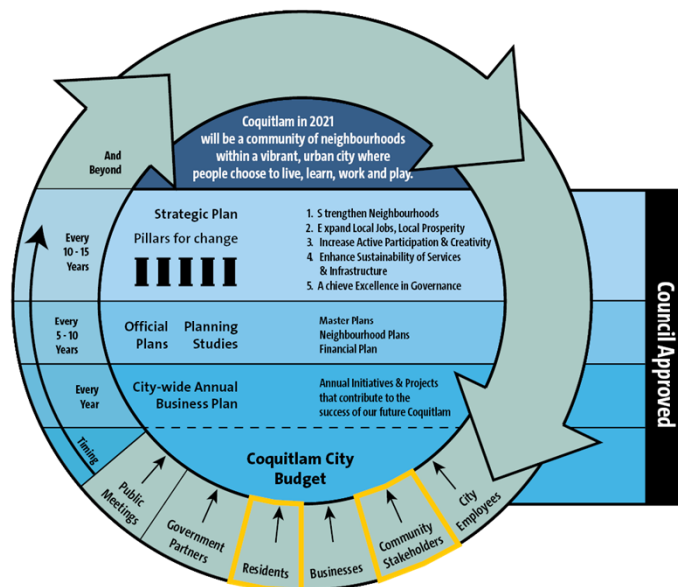 Coquitlam in 2021
will be a community of neighbourhoods
within a vibrant, urban city where
people choose to live, learn, work and play.
And
Beyond
Every
10 - 15
Years
Strategic Plan
Pillars for change
1. S trengthen Neighbourhoods
2. E xpand Local Jobs, Local Prosperity
3. Increase Active Participation & Creativity
4. Enhance Sustainability of Services
& Infrastructure
5. A chieve Excellence in Governance
Every
5 - 10
Years
Official Planning
Plans Studies
Master Plans
Neighbourhood Plans
Financial Plan
Every
Year
City-wide Annual
Business Plan
Annual Initiatives & Projects
that contribute to the
success of our future Coquitlam
Timing
Coquitlam City
Budget
Public
Meetings
Government
Partners
Residents
Businesses
Community
Stakeholders
City
Employees
Council Approved